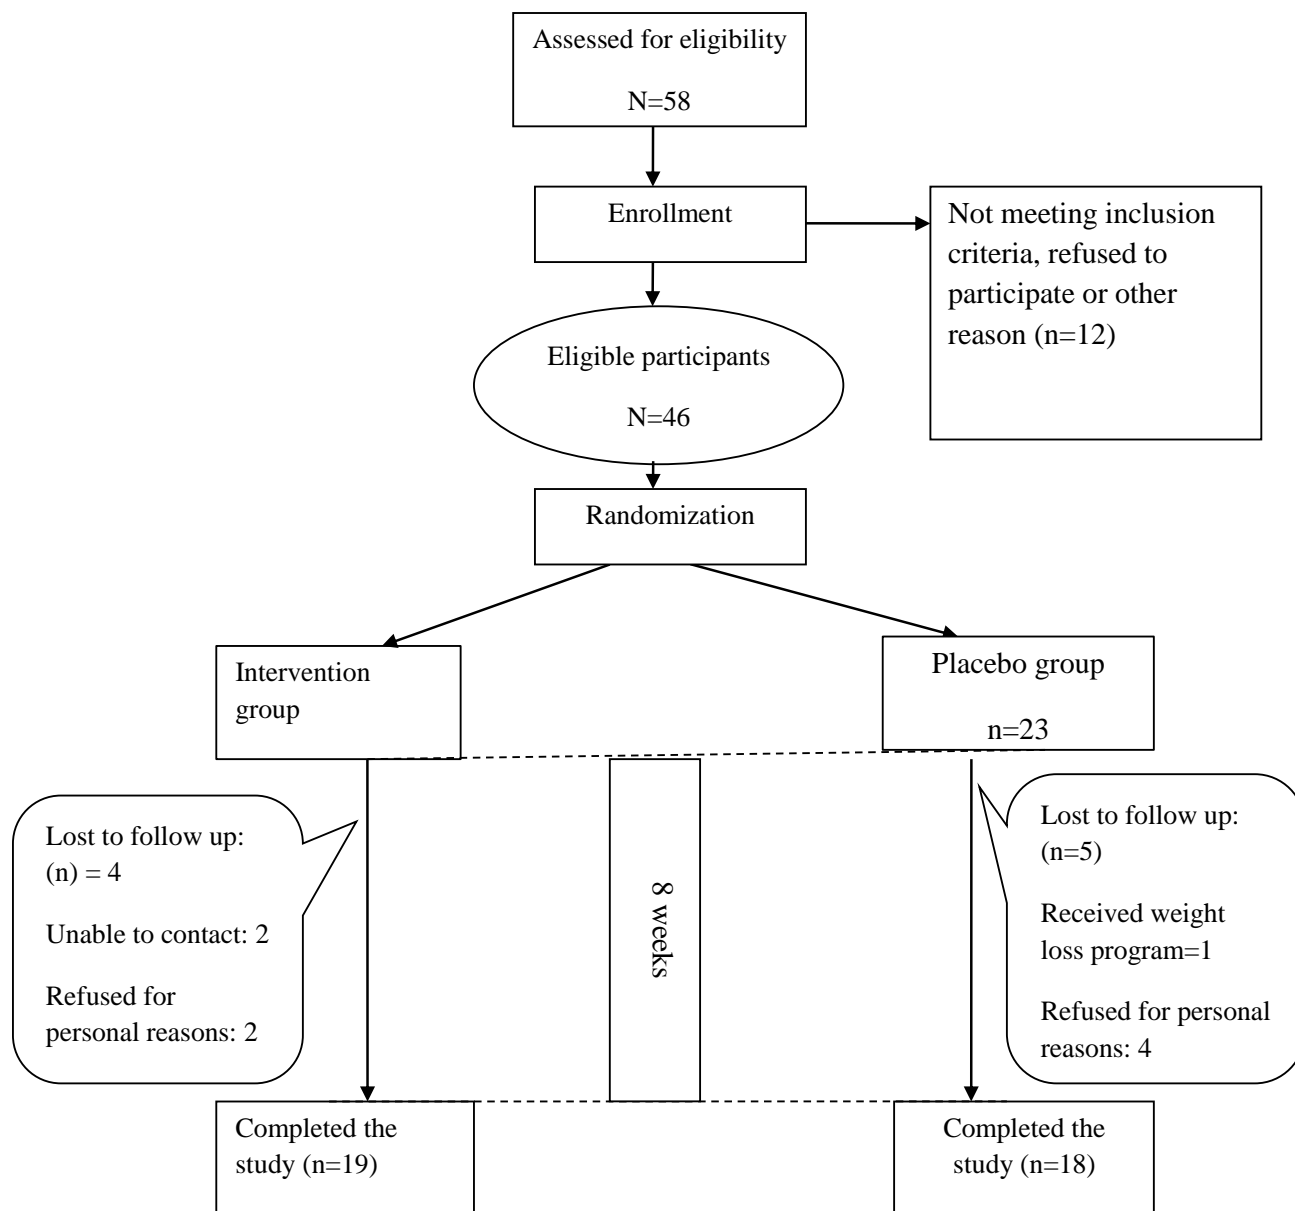 Assessed for eligibility
N=58
Enrollment
Not meeting inclusion
criteria, refused to
participate or other
reason (n=12)
Eligible participants
N=46
Randomization
Intervention
group
Placebo group
n=23
Lost to follow up:
(n) = 4
Unable to contact: 2
Refused for
personal reasons: 2
8 weeks
Lost to follow up:
(n=5)
Received weight
loss program=1
Refused for personal
reasons: 4
Completed the
study (n=19)
Completed the
study (n=18)